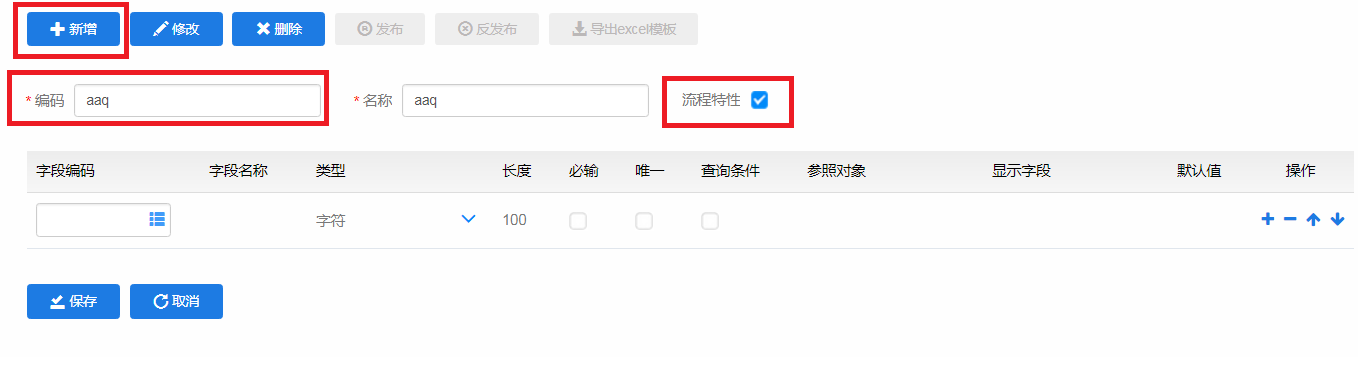 新增 修改 删除 发布 反发布 导出excel模板
* 编码 aaq * 名称 aaq 流程特性
字段编码 字段名称 类型 长度 必输 唯一 查询条件 参照对象 显示字段 默认值 操作
字符 100
保存 取消